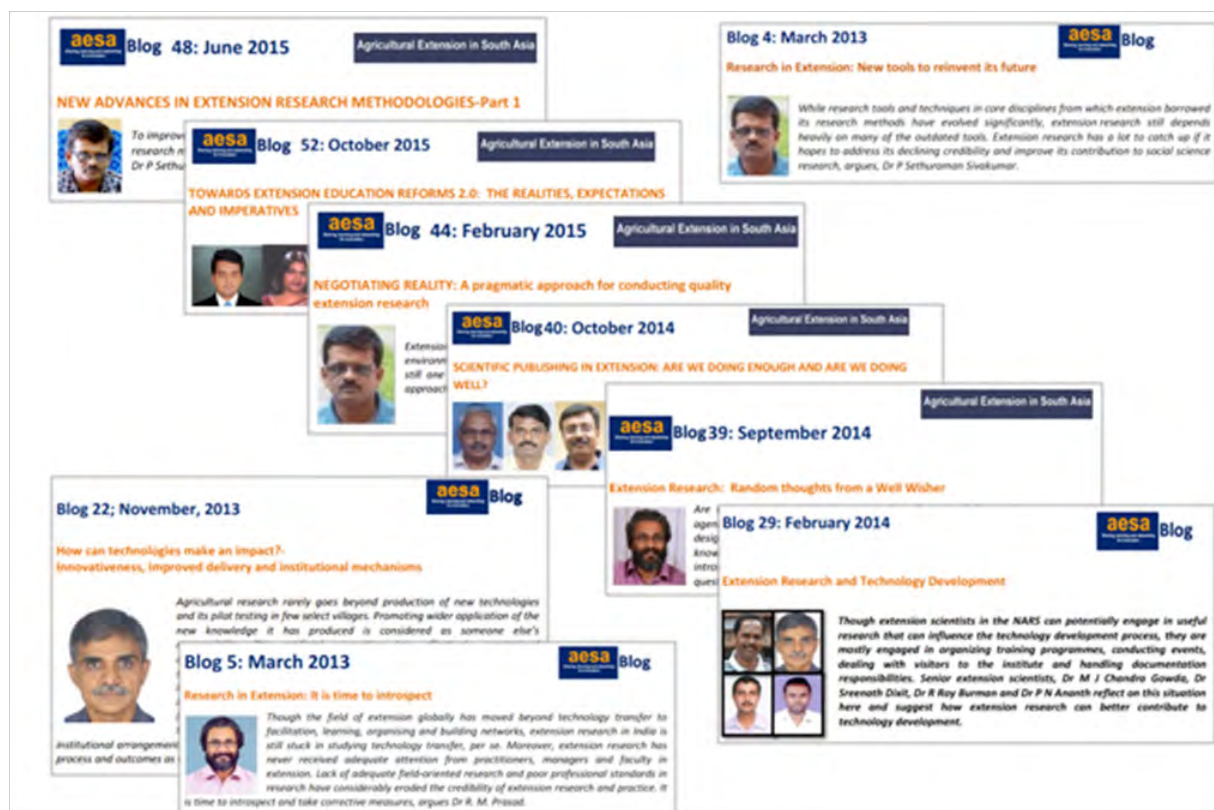 aesa Blog 48: June 2015
Agricultural Extension in South Asia
NEW ADVANCES IN EXTENSION RESEARCH METHODOLOGIES-Part 1
To improv
research m
Dr P Sethu
Blog 4: March 2013
aesa Blog
Research in Extension: New tools to reinvent its future
While research tools and techniques in core disciplines from which extension borrowed
its research methods have evolved significantly, extension research still depends
heavily on many of the outdated tools. Extension research has a lot to catch up if it
hopes to address its declining credibility and improve its contribution to social science
research, argues, Dr P Sethuraman Sivakumar.
aesa Blog 52: October 2015
Agricultural Extension in South Asia
TOWARDS EXTENSION EDUCATION REFORMS 2.0: THE REALITIES, EXPECTATIONS
AND IMPERATIVES
aesa Blog 44: February 2015
Agricultural Extension in South Asia
NEGOTIATING REALITY: A pragmatic approach for conducting quality
extension research
Extension
environm
still one
approach
aesa Blog 40: October 2014
Agricultural Extension in South Asia
SCIENTIFIC PUBLISHING IN EXTENSION: ARE WE DOING ENOUGH AND ARE WE DOING
WELL?
Agricultural Extension in South Asia
aesa Blog 39: September 2014
Extension Research: Random thoughts from a Well Wisher
Are
agen
desig
know
intro
quest
Blog 22; November, 2013
aesa Blog
How can technologies make an impact?-
Innovativeness, improved delivery and institutional mechanisms
Agricultural research rarely goes beyond production of new technologies
and its pilot testing in few select villages. Promoting wider application of the
new knowledge it has produced is considered as someone else's
institutional arrangement
process and outcomes as
Blog 29: February 2014
aesa Blog
Extension Research and Technology Development
Though extension scientists in the NARS can potentially engage in useful
research that can influence the technology development process, they are
mostly engaged in organizing training programmes, conducting events,
dealing with visitors to the institute and handling documentation
responsibilities. Senior extension scientists, Dr M J Chandra Gowda, Dr
Sreenath Dixit, Dr R Roy Burman and Dr P N Ananth reflect on this situation
here and suggest how extension research can better contribute to
technology development.
Blog 5: March 2013
aesa Blog
Research in Extension: It is time to introspect
Though the field of extension globally has moved beyond technology transfer to
facilitation, learning, organising and building networks, extension research in India is
still stuck in studying technology transfer, per se. Moreover, extension research has
never received adequate attention from practitioners, managers and faculty in
extension. Lack of adequate field-oriented research and poor professional standards in
research have considerably eroded the credibility of extension research and practice. It
is time to introspect and take corrective measures, argues Dr R. M. Prasad.